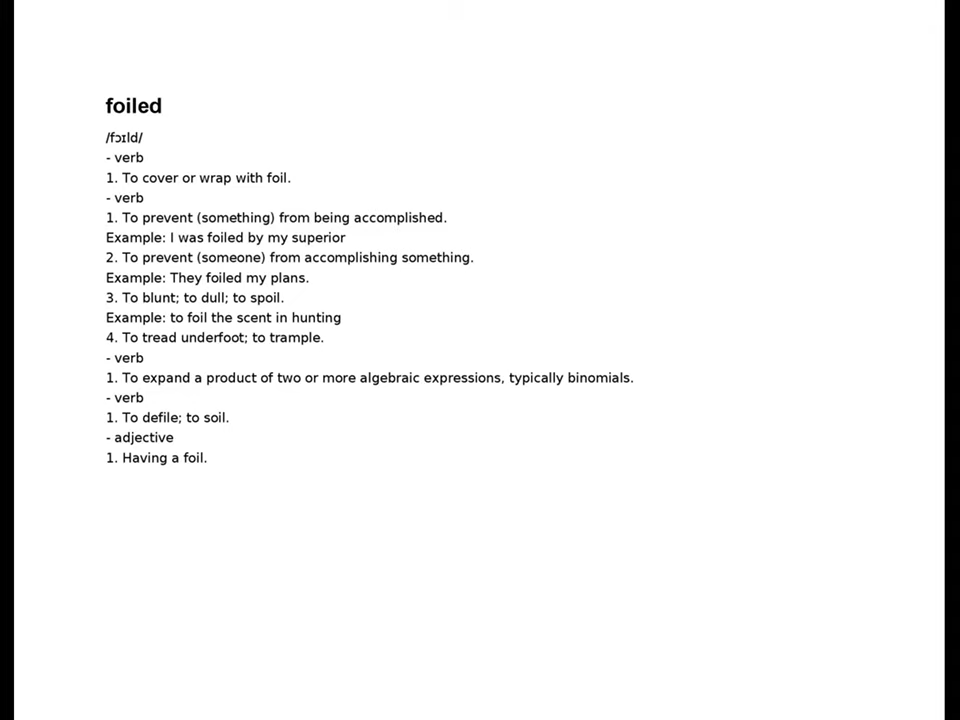 foiled
/fɔɪld/
- verb
1. To cover or wrap with foil.
- verb
1. To prevent (something) from being accomplished.
Example: I was foiled by my superior
2. To prevent (someone) from accomplishing something.
Example: They foiled my plans.
3. To blunt; to dull; to spoil.
Example: to foil the scent in hunting
4. To tread underfoot; to trample.
- verb
1. To expand a product of two or more algebraic expressions, typically binomials.
- verb
1. To defile; to soil.
- adjective
1. Having a foil.